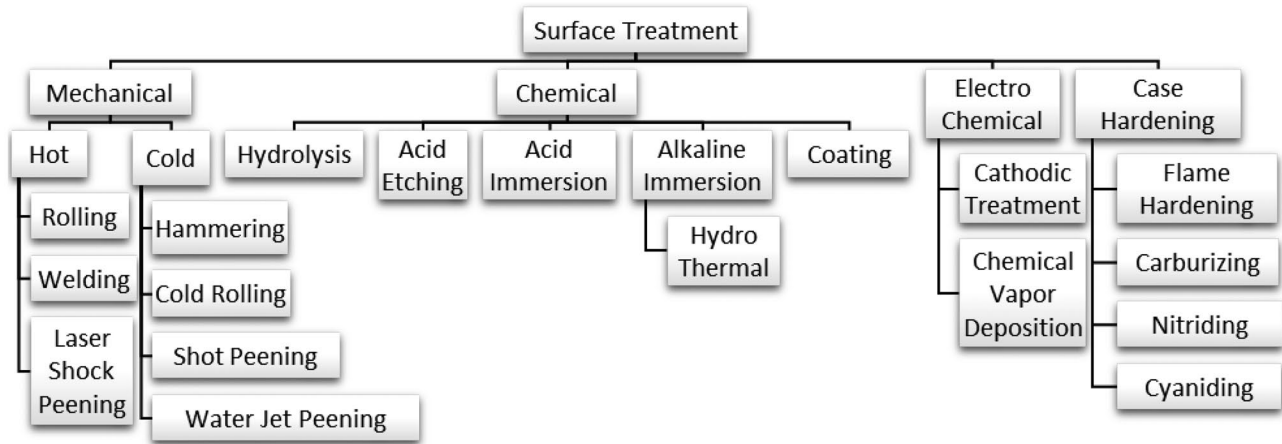 Surface Treatment
Mechanical
Chemical
Electro
Chemical
Case
Hardening
Hot
Cold
Hydrolysis
Acid
Etching
Acid
Immersion
Alkaline
Immersion
Coating
Rolling
Welding
Laser
Shock
Peening
Hammering
Cold Rolling
Shot Peening
Water Jet Peening
Hydro
Thermal
Cathodic
Treatment
Chemical
Vapor
Deposition
Flame
Hardening
Carburizing
Nitriding
Cyaniding